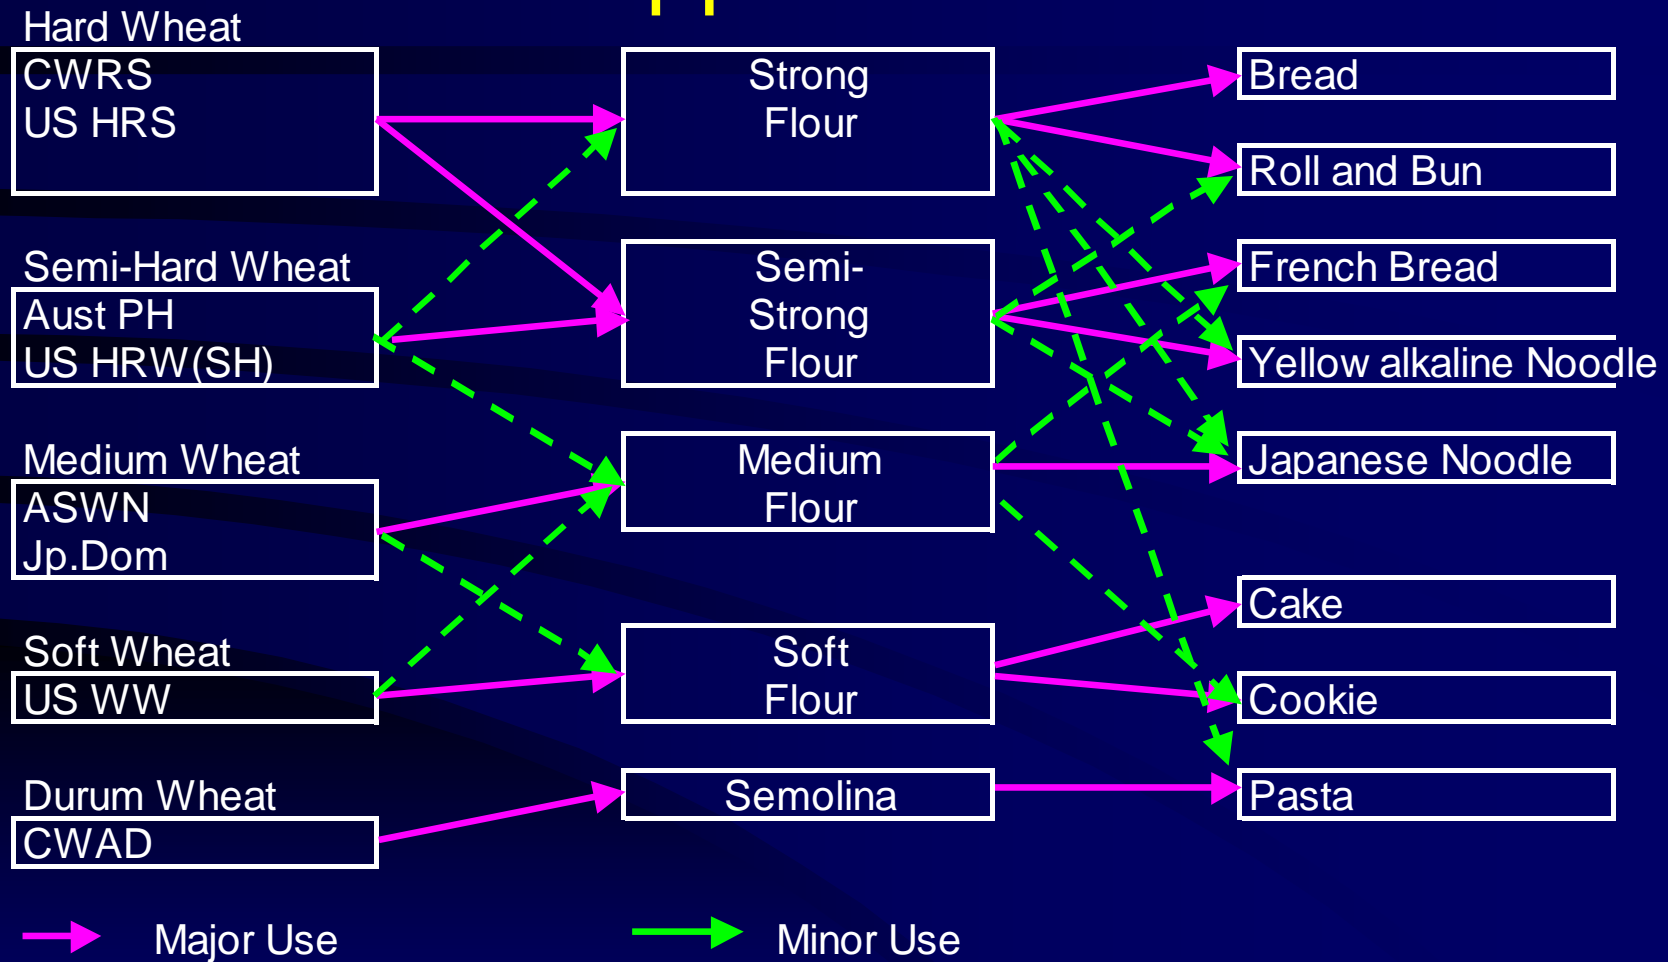 Hard Wheat
CWRS
US HRS
Semi-Hard Wheat
Aust PH
US HRW(SH)
Medium Wheat
ASWN
Jp.Dom
Soft Wheat
US WW
Durum Wheat
CWAD
Strong
Flour
Semi-
Strong
Flour
Medium
Flour
Soft
Flour
Semolina
Bread
Roll and Bun
French Bread
Yellow alkaline Noodle
Japanese Noodle
Cake
Cookie
Pasta
Major Use
Minor Use